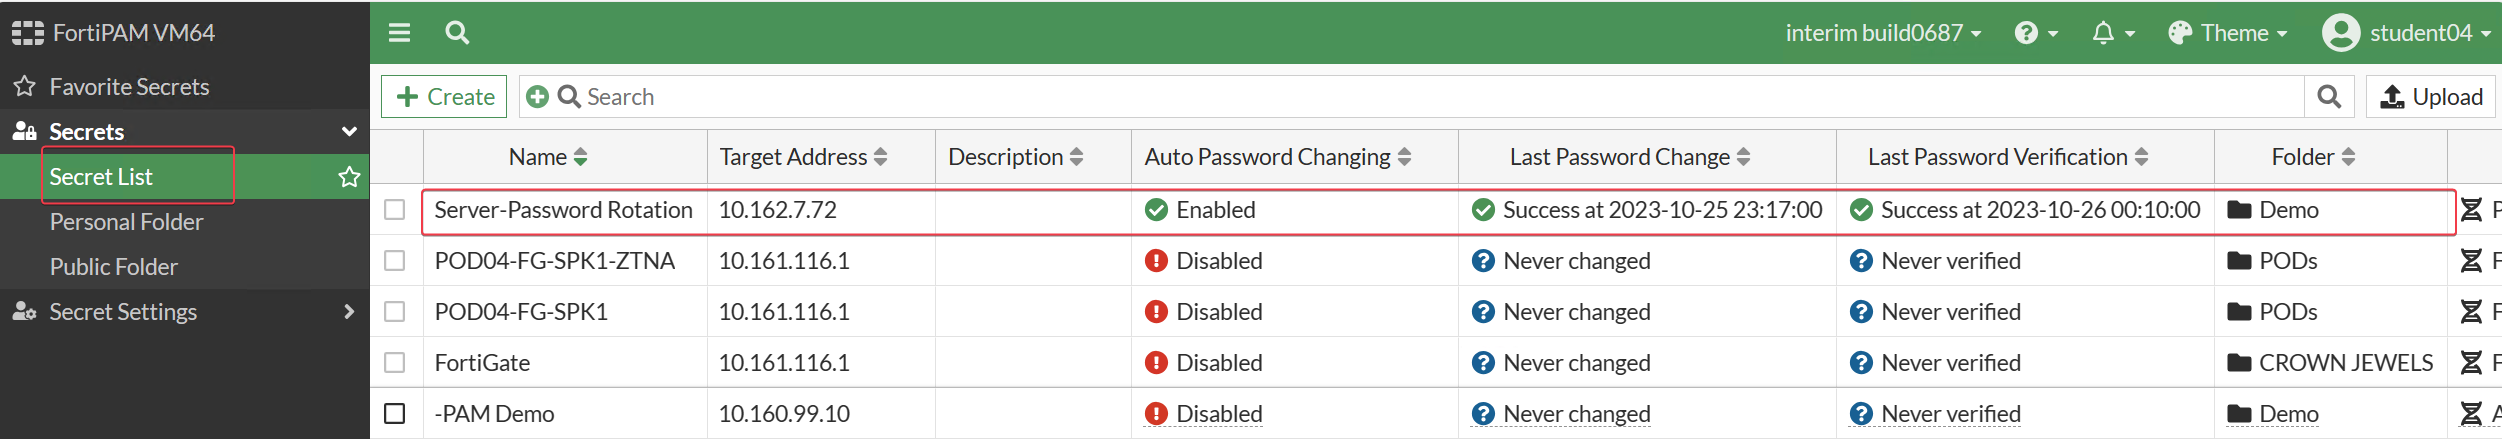 FortiPAM VM64
interim build0687
Theme
student04
Favorite Secrets
Secrets
Secret List
Personal Folder
Public Folder
Secret Settings
Create
Search
Upload
Name Target Address Description Auto Password Changing Last Password Change Last Password Verification Folder
Server-Password Rotation 10.162.7.72 Enabled Success at 2023-10-25 23:17:00 Success at 2023-10-26 00:10:00 Demo
POD04-FG-SPK1-ZTNA 10.161.116.1 Disabled Never changed Never verified PODs
POD04-FG-SPK1 10.161.116.1 Disabled Never changed Never verified PODs
FortiGate 10.161.116.1 Disabled Never changed Never verified CROWN JEWELS
-PAM Demo 10.160.99.10 Disabled Never changed Never verified Demo